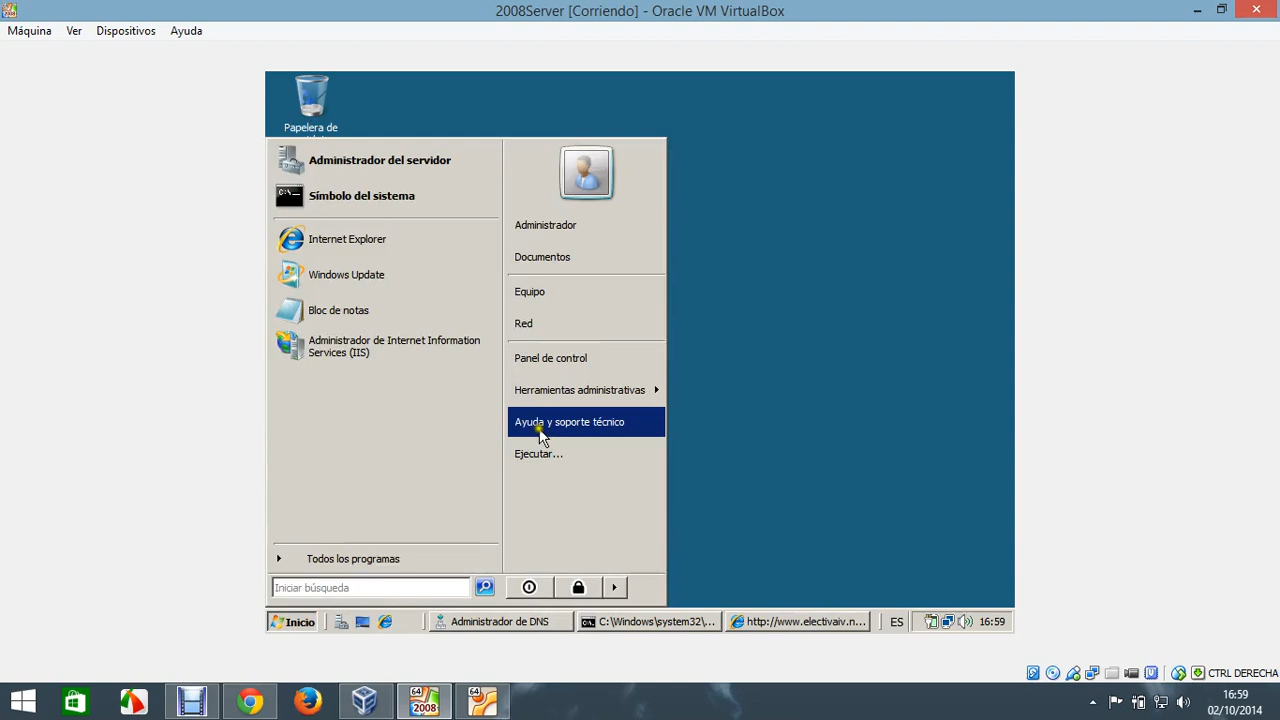 2008Server [Corriendo] - Oracle VM VirtualBox
Máquina Ver Dispositivos Ayuda
Papelera de
Administrador del servidor
Símbolo del sistema
Internet Explorer
Windows Update
Bloc de notas
Administrador de Internet Information
Services (IIS)
Todos los programas
Iniciar búsqueda
Administrador
Documentos
Equipo
Red
Panel de control
Herramientas administrativas
Ayuda y soporte técnico
Ejecutar...
Inicio
Administrador de DNS
C:\Windows\system32\...
http://www.electivaiv.n...
ES
16:59
CTRL DERECHA
64
2008
64
16:59
02/10/2014